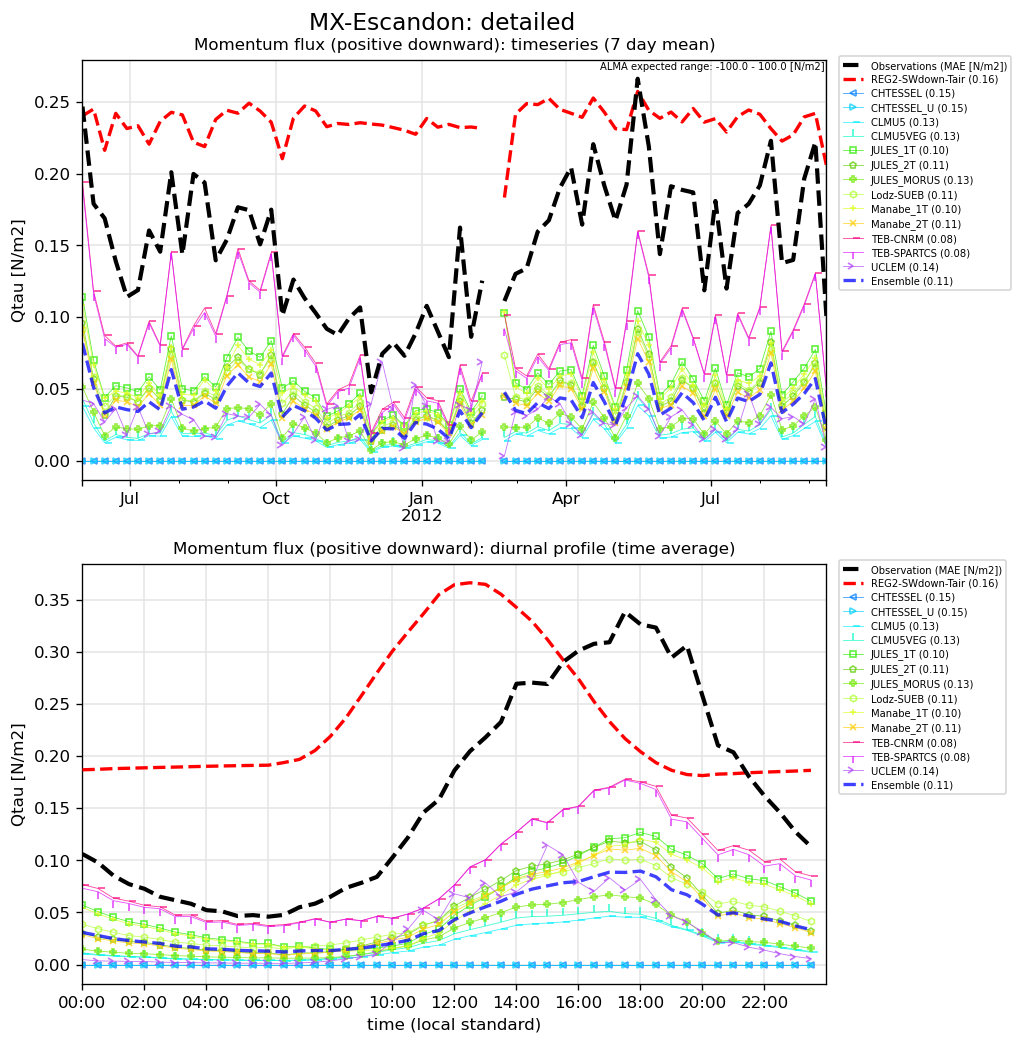 MX-Escandon: detailed
Momentum flux (positive downward): timeseries (7 day mean)
ALMA expected range: -100.0 - 100.0 [N/m2]
Qtau [N/m2]
0.25
0.20
0.15
0.10
0.05
0.00
Jul
Oct
Jan
2012
Apr
Jul
Observations (MAE [N/m2])
REG2-SWdown-Tair (0.16)
CHTESSEL (0.15)
CHTESSEL_U (0.15)
CLMU5 (0.13)
CLMU5VEG (0.13)
JULES_1T (0.10)
JULES_2T (0.11)
JULES_MORUS (0.13)
Lodz-SUEB (0.11)
Manabe_1T (0.10)
Manabe_2T (0.11)
TEB-CNRM (0.08)
TEB-SPARTCS (0.08)
UCLEM (0.14)
Ensemble (0.11)
Momentum flux (positive downward): diurnal profile (time average)
Qtau [N/m2]
0.35
0.30
0.25
0.20
0.15
0.10
0.05
0.00
00:00
02:00
04:00
06:00
08:00
10:00
12:00
14:00
16:00
18:00
20:00
22:00
time (local standard)
Observation (MAE [N/m2])
REG2-SWdown-Tair (0.16)
CHTESSEL (0.15)
CHTESSEL_U (0.15)
CLMU5 (0.13)
CLMU5VEG (0.13)
JULES_1T (0.10)
JULES_2T (0.11)
JULES_MORUS (0.13)
Lodz-SUEB (0.11)
Manabe_1T (0.10)
Manabe_2T (0.11)
TEB-CNRM (0.08)
TEB-SPARTCS (0.08)
UCLEM (0.14)
Ensemble (0.11)